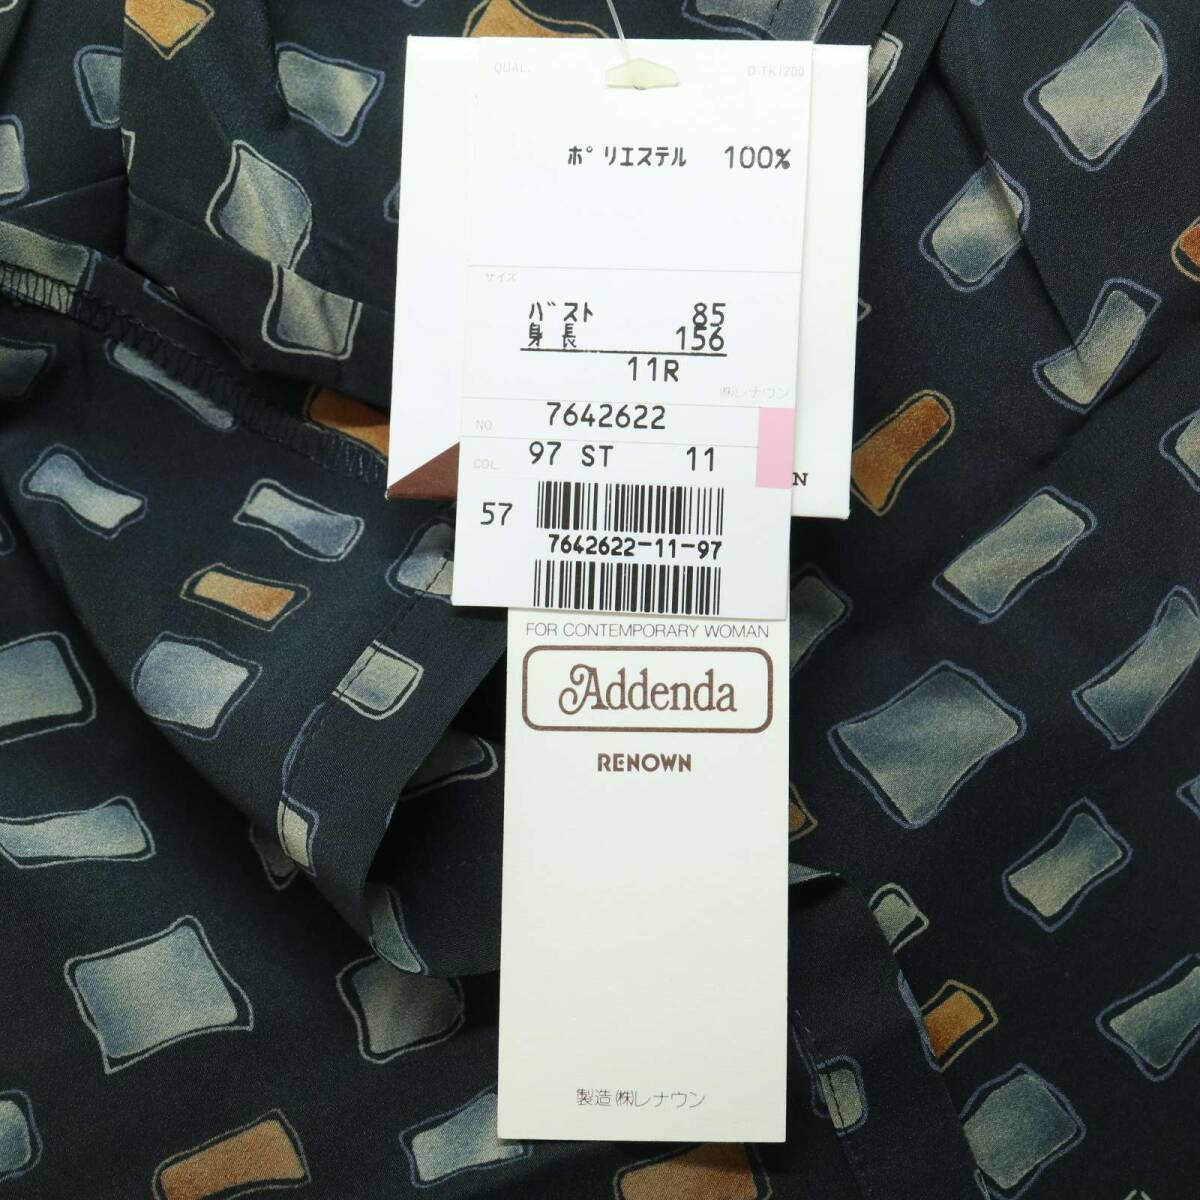 QUAL. D-TK1200
ポリエステル 100%
サイズ
バスト 85
身長 156
11R
㈱レナウン
NO. 7642622
COL. 97 ST 11
N
57
7642622-11-97
FOR CONTEMPORARY WOMAN
Addenda
RENOWN
製造 ㈱レナウン